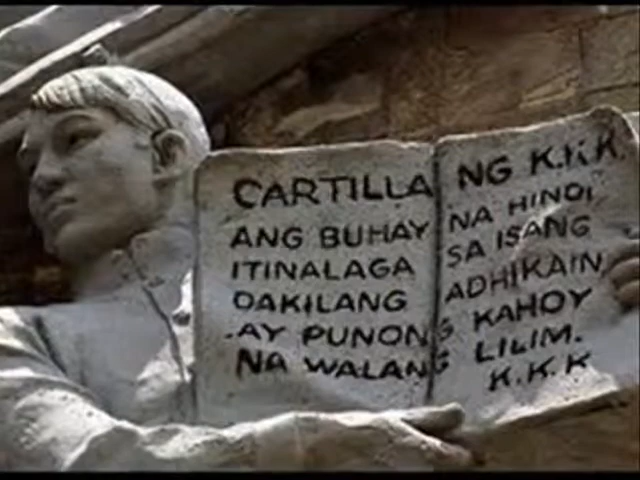 CARTILLA NG K.K.K.
ANG BUHAY NA HINDI
ITINALAGA SA ISANG
DAKILANG ADHIKAIN
AY PUNONG KAHOY
NA WALANG LILIM.
K.K.K